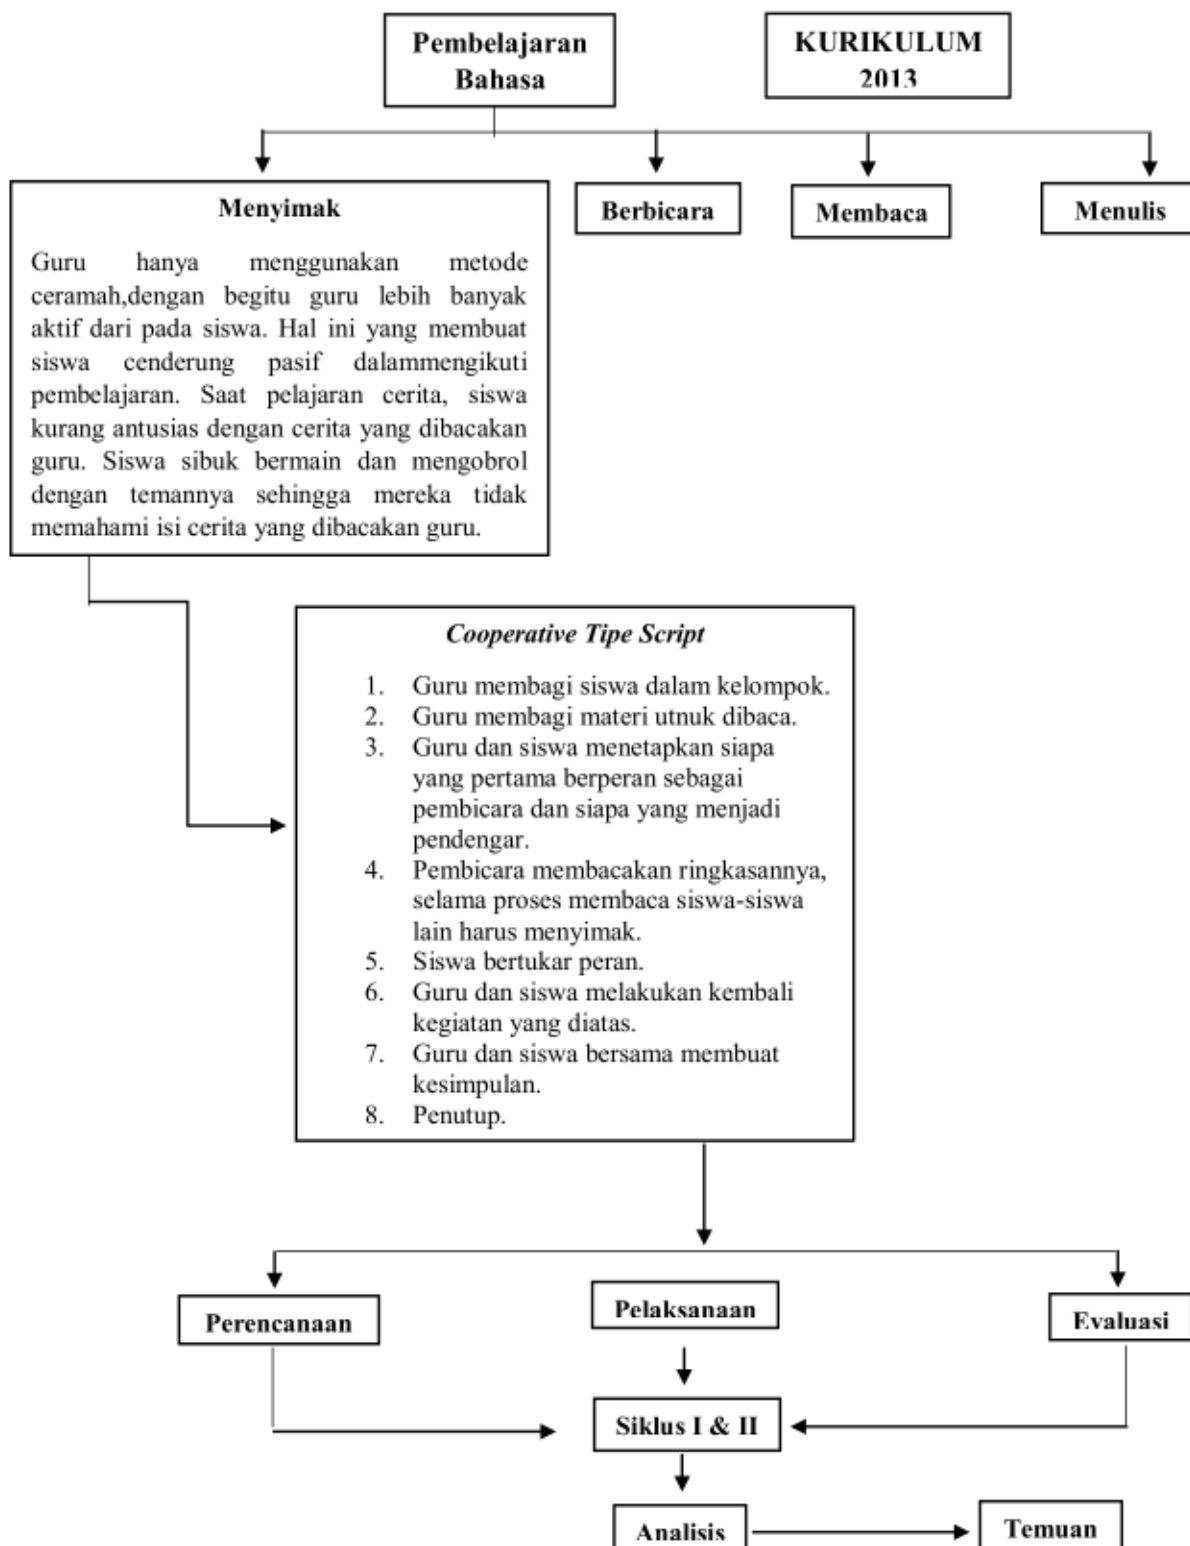 Pembelajaran
Bahasa
KURIKULUM
2013
Menyimak
Guru hanya menggunakan metode
ceramah,dengan begitu guru lebih banyak
aktif dari pada siswa. Hal ini yang membuat
siswa cenderung pasif dalammengikuti
pembelajaran. Saat pelajaran cerita, siswa
kurang antusias dengan cerita yang dibacakan
guru. Siswa sibuk bermain dan mengobrol
dengan temannya sehingga mereka tidak
memahami isi cerita yang dibacakan guru.
Berbicara
Membaca
Menulis
Cooperative Tipe Script
1. Guru membagi siswa dalam kelompok.
2. Guru membagi materi utnuk dibaca.
3. Guru dan siswa menetapkan siapa
yang pertama berperan sebagai
pembicara dan siapa yang menjadi
pendengar.
4. Pembicara membacakan ringkasannya,
selama proses membaca siswa-siswa
lain harus menyimak.
5. Siswa bertukar peran.
6. Guru dan siswa melakukan kembali
kegiatan yang diatas.
7. Guru dan siswa bersama membuat
kesimpulan.
8. Penutup.
Perencanaan
Pelaksanaan
Evaluasi
Siklus I & II
Analisis
Temuan